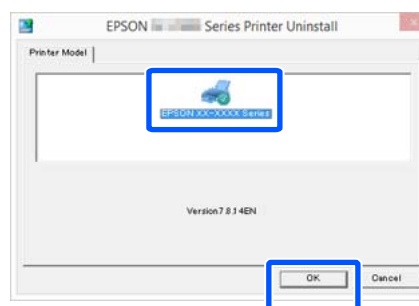 EPSON Series Printer Uninstall
Printer Model
EPSON XX-XXXX Series
Version7.8.14EN
OK Cancel